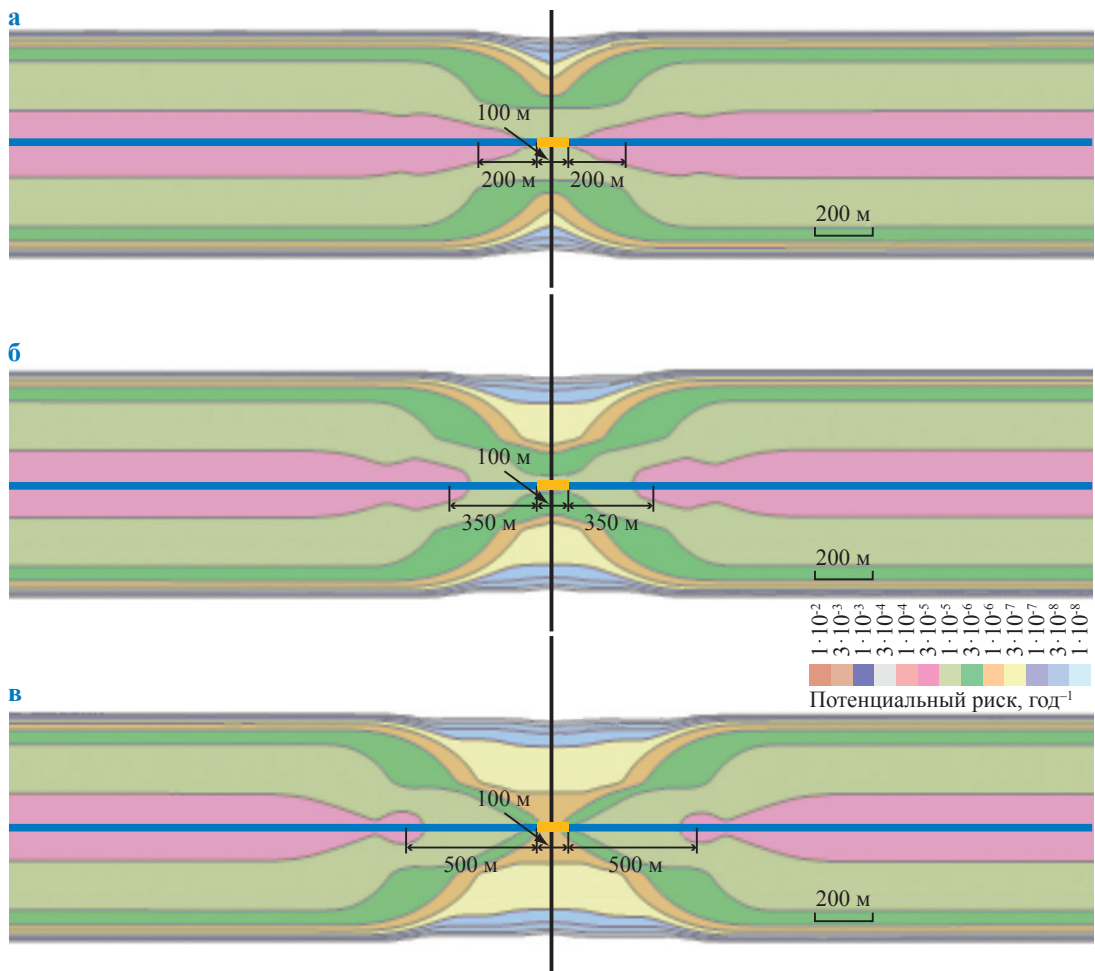 а
100 м
200 м 200 м
200 м
б
100 м
350 м 350 м
200 м
1·10⁻²
3·10⁻³
1·10⁻³
3·10⁻⁴
1·10⁻⁴
3·10⁻⁵
1·10⁻⁵
3·10⁻⁶
1·10⁻⁶
3·10⁻⁷
1·10⁻⁷
3·10⁻⁸
1·10⁻⁸
Потенциальный риск, год⁻¹
в
100 м
500 м 500 м
200 м